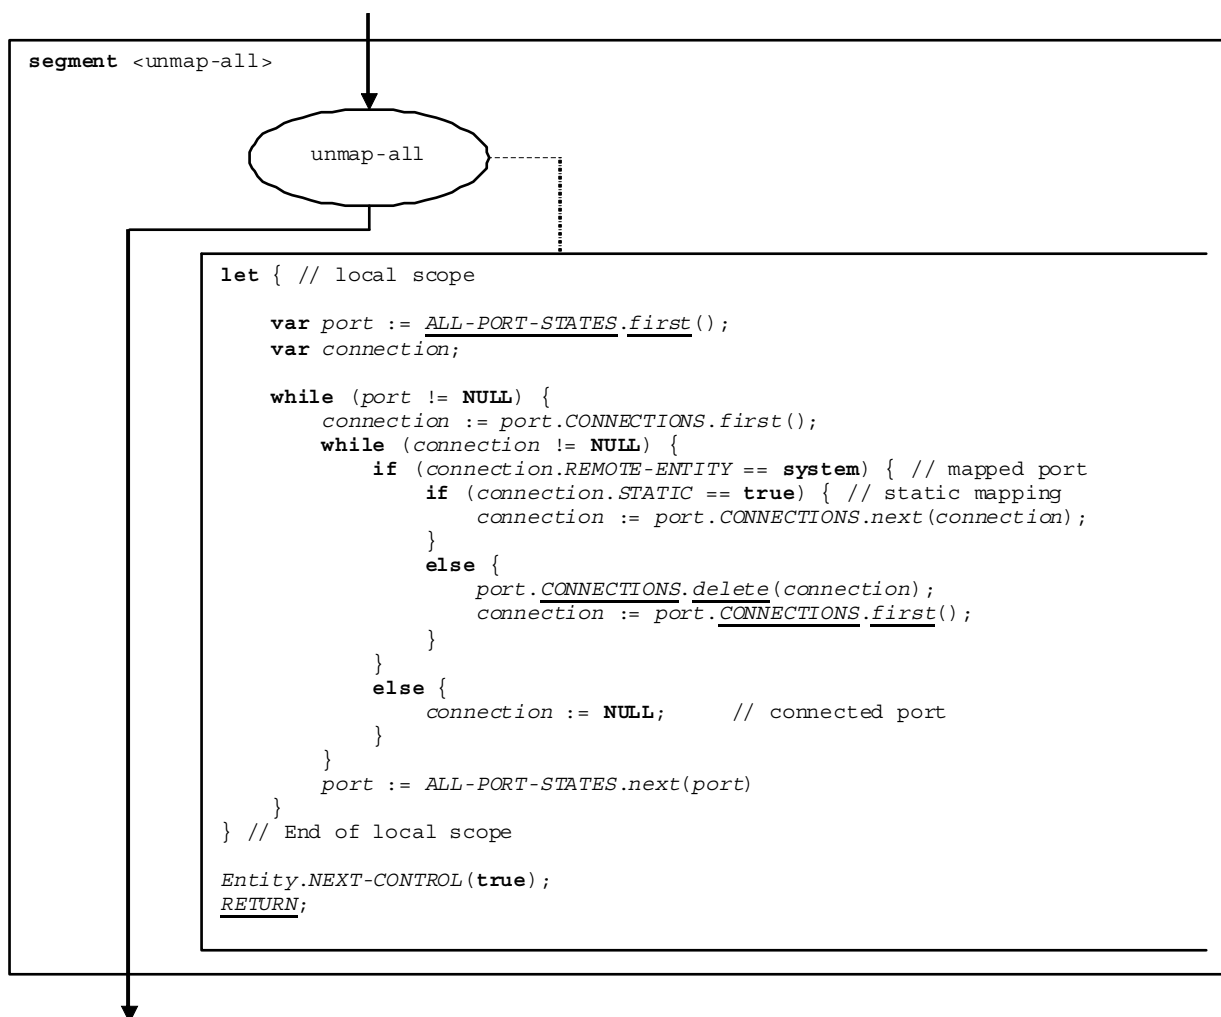 segment <unmap-all>
unmap-all
let { // local scope
var port := ALL-PORT-STATES.first();
var connection;
while (port != NULL) {
connection := port.CONNECTIONS.first();
while (connection != NULL) {
if (connection.REMOTE-ENTITY == system) { // mapped port
if (connection.STATIC == true) { // static mapping
connection := port.CONNECTIONS.next(connection);
}
else {
port.CONNECTIONS.delete(connection);
connection := port.CONNECTIONS.first();
}
}
else {
connection := NULL; // connected port
}
}
port := ALL-PORT-STATES.next(port)
}
} // End of local scope
Entity.NEXT-CONTROL(true);
RETURN;